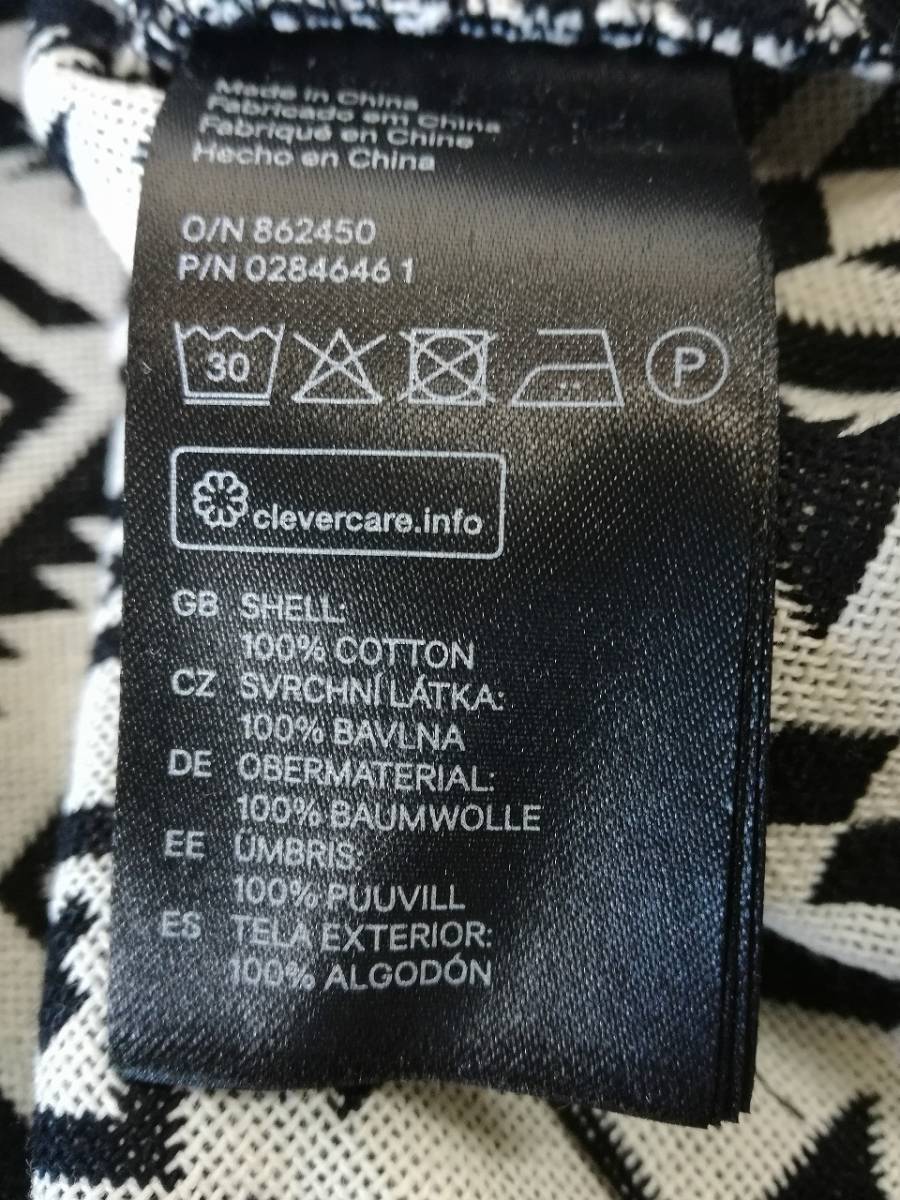 Made in China
Fabricado em China
Fabriqué en Chine
Hecho en China
O/N 862450
P/N 0284646 1
30
P
clevercare.info
GB SHELL:
100% COTTON
CZ SVRCHNÍ LÁTKA:
100% BAVLNA
DE OBERMATERIAL:
100% BAUMWOLLE
EE ÜMBRIS:
100% PUUVILL
ES TELA EXTERIOR:
100% ALGODÓN